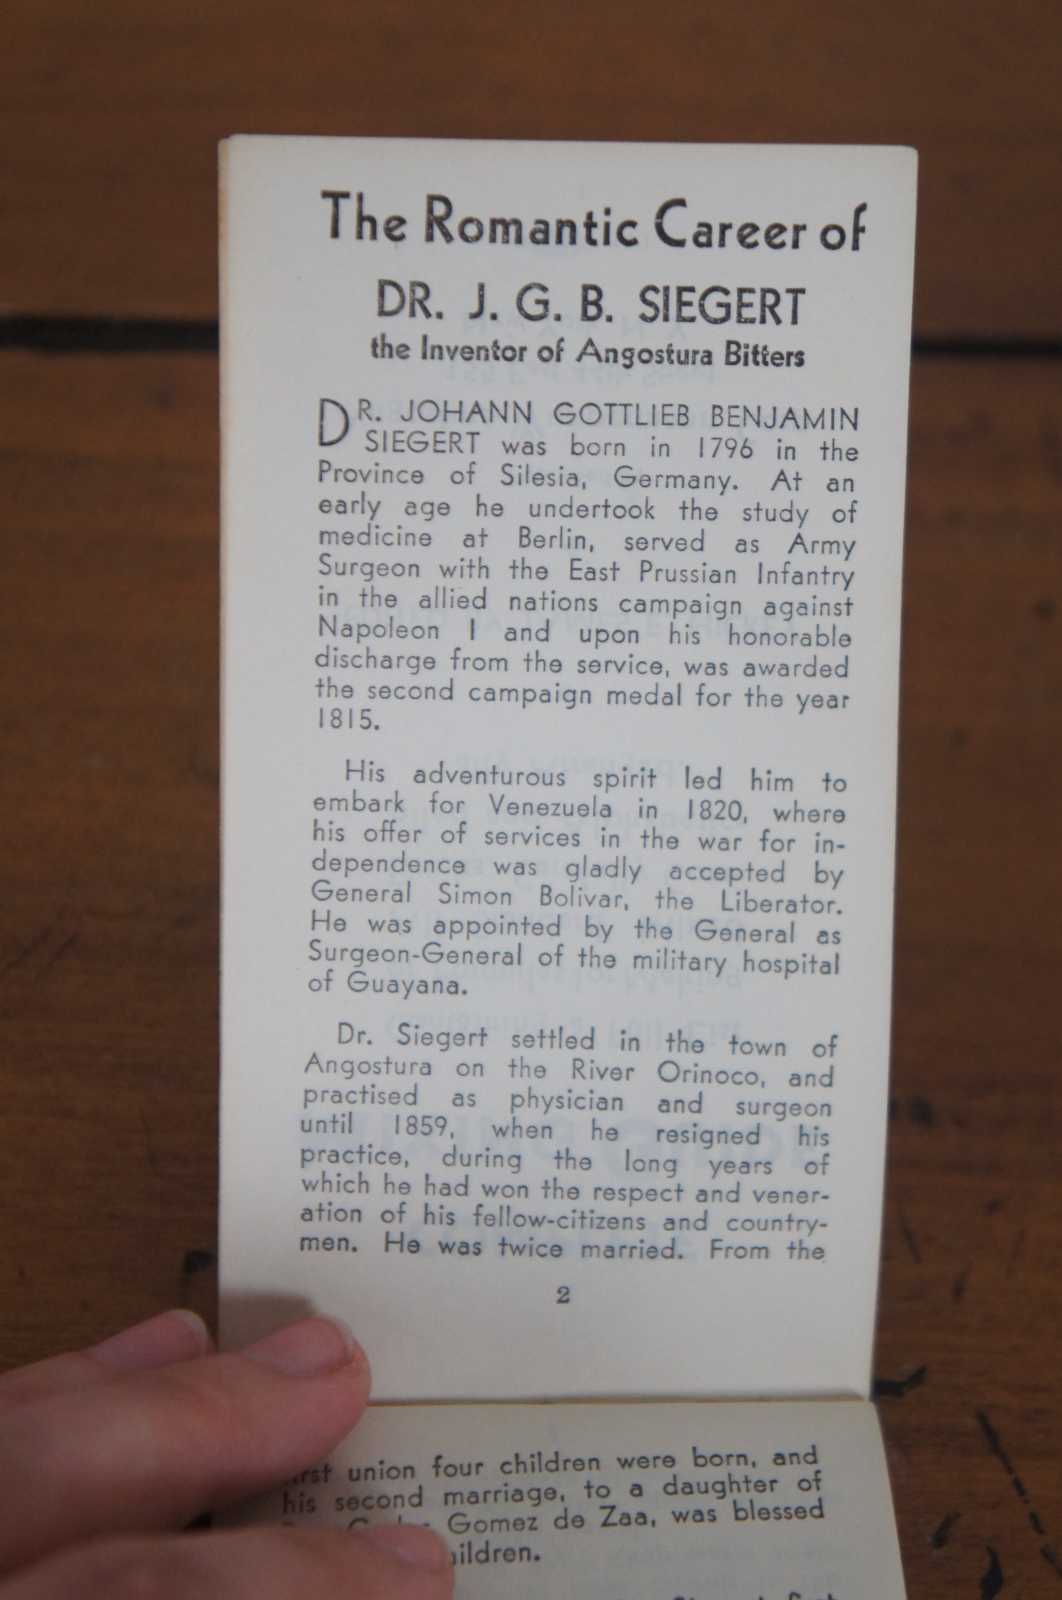 The Romantic Career of
DR. J. G. B. SIEGERT
the Inventor of Angostura Bitters
DR. JOHANN GOTTLIEB BENJAMIN
SIEGERT was born in 1796 in the
Province of Silesia, Germany. At an
early age he undertook the study of
medicine at Berlin, served as Army
Surgeon with the East Prussian Infantry
in the allied nations campaign against
Napoleon I and upon his honorable
discharge from the service, was awarded
the second campaign medal for the year
1815.
His adventurous spirit led him to
embark for Venezuela in 1820, where
his offer of services in the war for in-
dependence was gladly accepted by
General Simon Bolivar, the Liberator.
He was appointed by the General as
Surgeon-General of the military hospital
of Guayana.
Dr. Siegert settled in the town of
Angostura on the River Orinoco, and
practised as physician and surgeon
until 1859, when he resigned his
practice, during the long years of
which he had won the respect and vener-
ation of his fellow-citizens and country-
men. He was twice married. From the
2
first union four children were born, and
his second marriage, to a daughter of
Gomez de Zaa, was blessed
children.